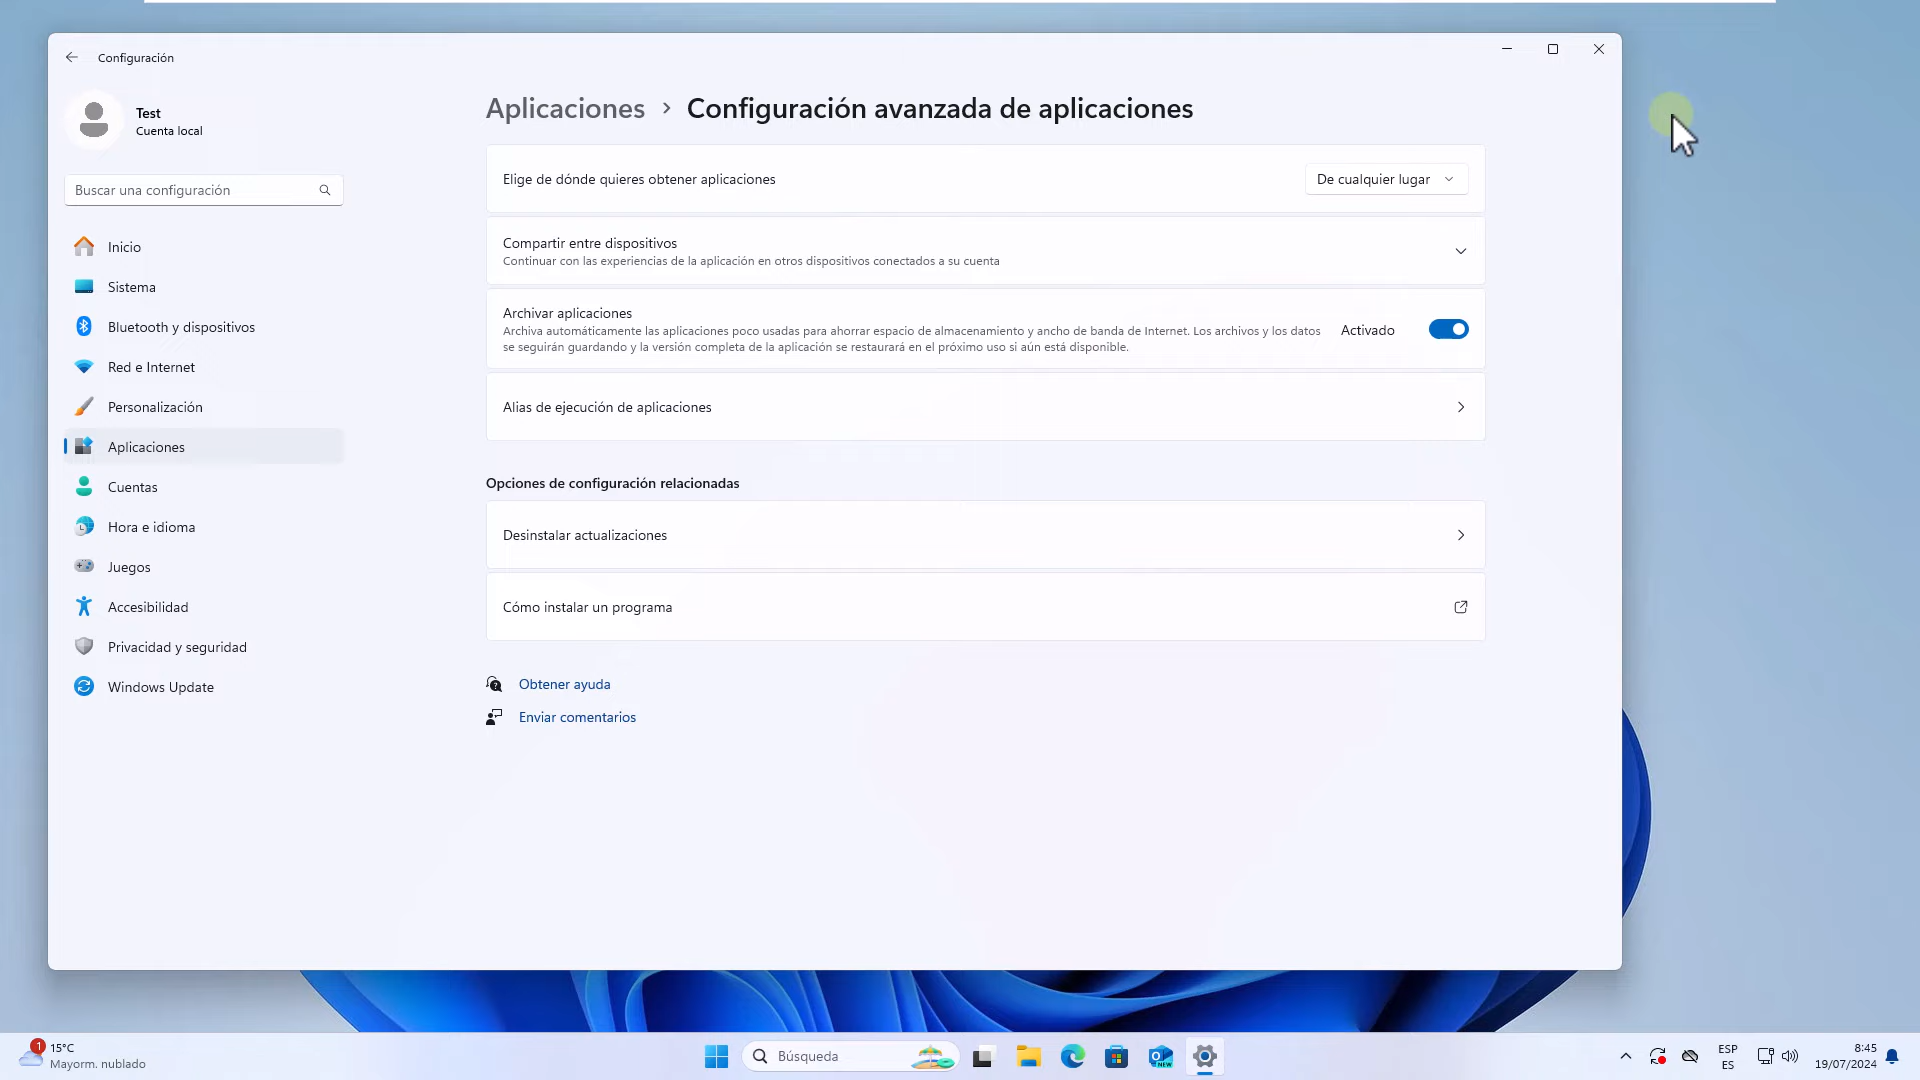 Configuración
Test
Cuenta local
Buscar una configuración
Inicio
Sistema
Bluetooth y dispositivos
Red e Internet
Personalización
Aplicaciones
Cuentas
Hora e idioma
Juegos
Accesibilidad
Privacidad y seguridad
Windows Update
Aplicaciones › Configuración avanzada de aplicaciones
Elige de dónde quieres obtener aplicaciones
De cualquier lugar
Compartir entre dispositivos
Continuar con las experiencias de la aplicación en otros dispositivos conectados a su cuenta
Archivar aplicaciones
Archiva automáticamente las aplicaciones poco usadas para ahorrar espacio de almacenamiento y ancho de banda de Internet. Los archivos y los datos
se seguirán guardando y la versión completa de la aplicación se restaurará en el próximo uso si aún está disponible.
Activado
Alias de ejecución de aplicaciones
Opciones de configuración relacionadas
Desinstalar actualizaciones
Cómo instalar un programa
Obtener ayuda
Enviar comentarios
1
15°C
Mayorm. nublado
Búsqueda
NEW
ESP
ES
8:45
19/07/2024